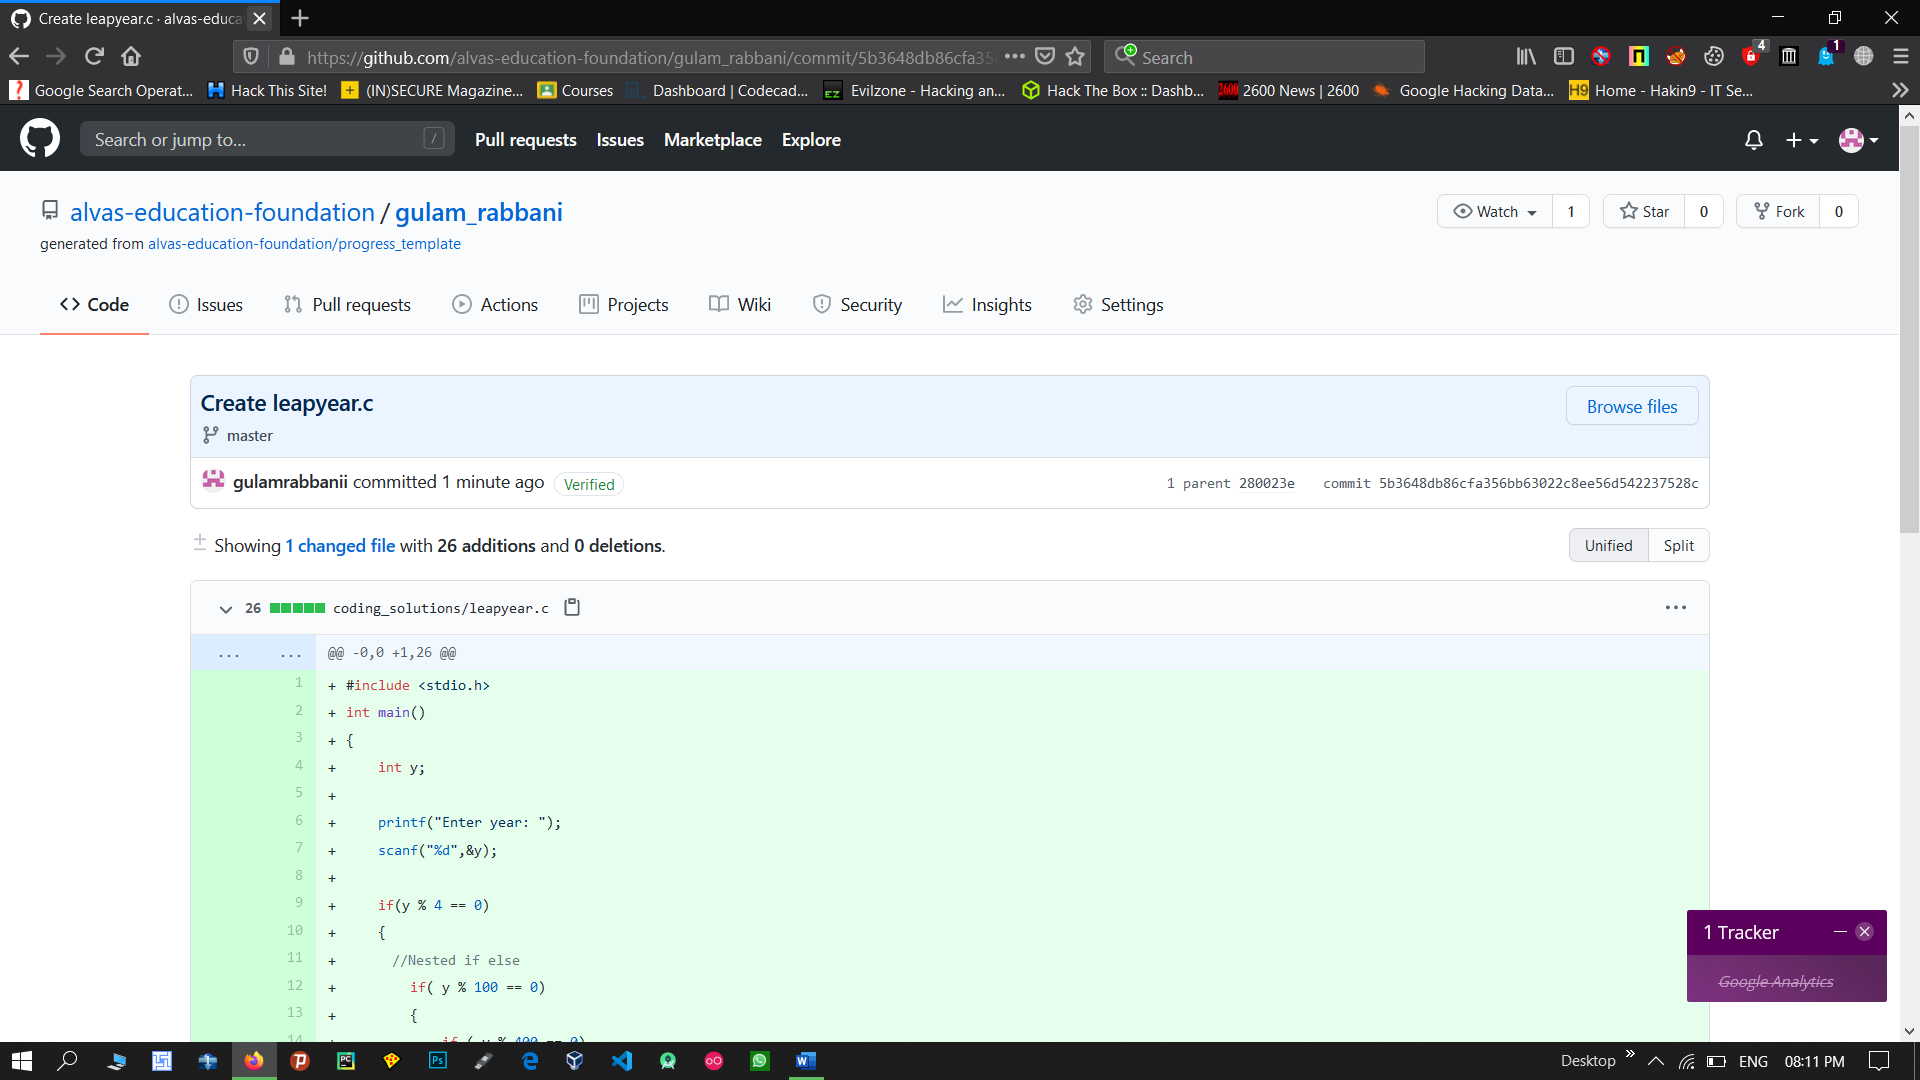 Create leapyear.c · alvas-educa
https://github.com/alvas-education-foundation/gulam_rabbani/commit/5b3648db86cfa35
Search
4
1
Google Search Operat...
Hack This Site!
(IN)SECURE Magazine...
Courses
Dashboard | Codecad...
Evilzone - Hacking an...
Hack The Box :: Dashb...
2600 News | 2600
Google Hacking Data...
Home - Hakin9 - IT Se...
Search or jump to...
/
Pull requests
Issues
Marketplace
Explore
alvas-education-foundation / gulam_rabbani
Watch 1
Star 0
Fork 0
generated from alvas-education-foundation/progress_template
Code
Issues
Pull requests
Actions
Projects
Wiki
Security
Insights
Settings
Create leapyear.c
Browse files
master
gulamrabbanii committed 1 minute ago Verified
1 parent 280023e commit 5b3648db86cfa356bb63022c8ee56d542237528c
Showing 1 changed file with 26 additions and 0 deletions.
Unified Split
26 coding_solutions/leapyear.c
... ... @@ -0,0 +1,26 @@
1 + #include <stdio.h>
2 + int main()
3 + {
4 + int y;
5 +
6 + printf("Enter year: ");
7 + scanf("%d",&y);
8 +
9 + if(y % 4 == 0)
10 + {
11 + //Nested if else
12 + if( y % 100 == 0)
13 + {
14 + if ( y % 400 == 0)
1 Tracker
Google Analytics
Desktop
ENG
08:11 PM